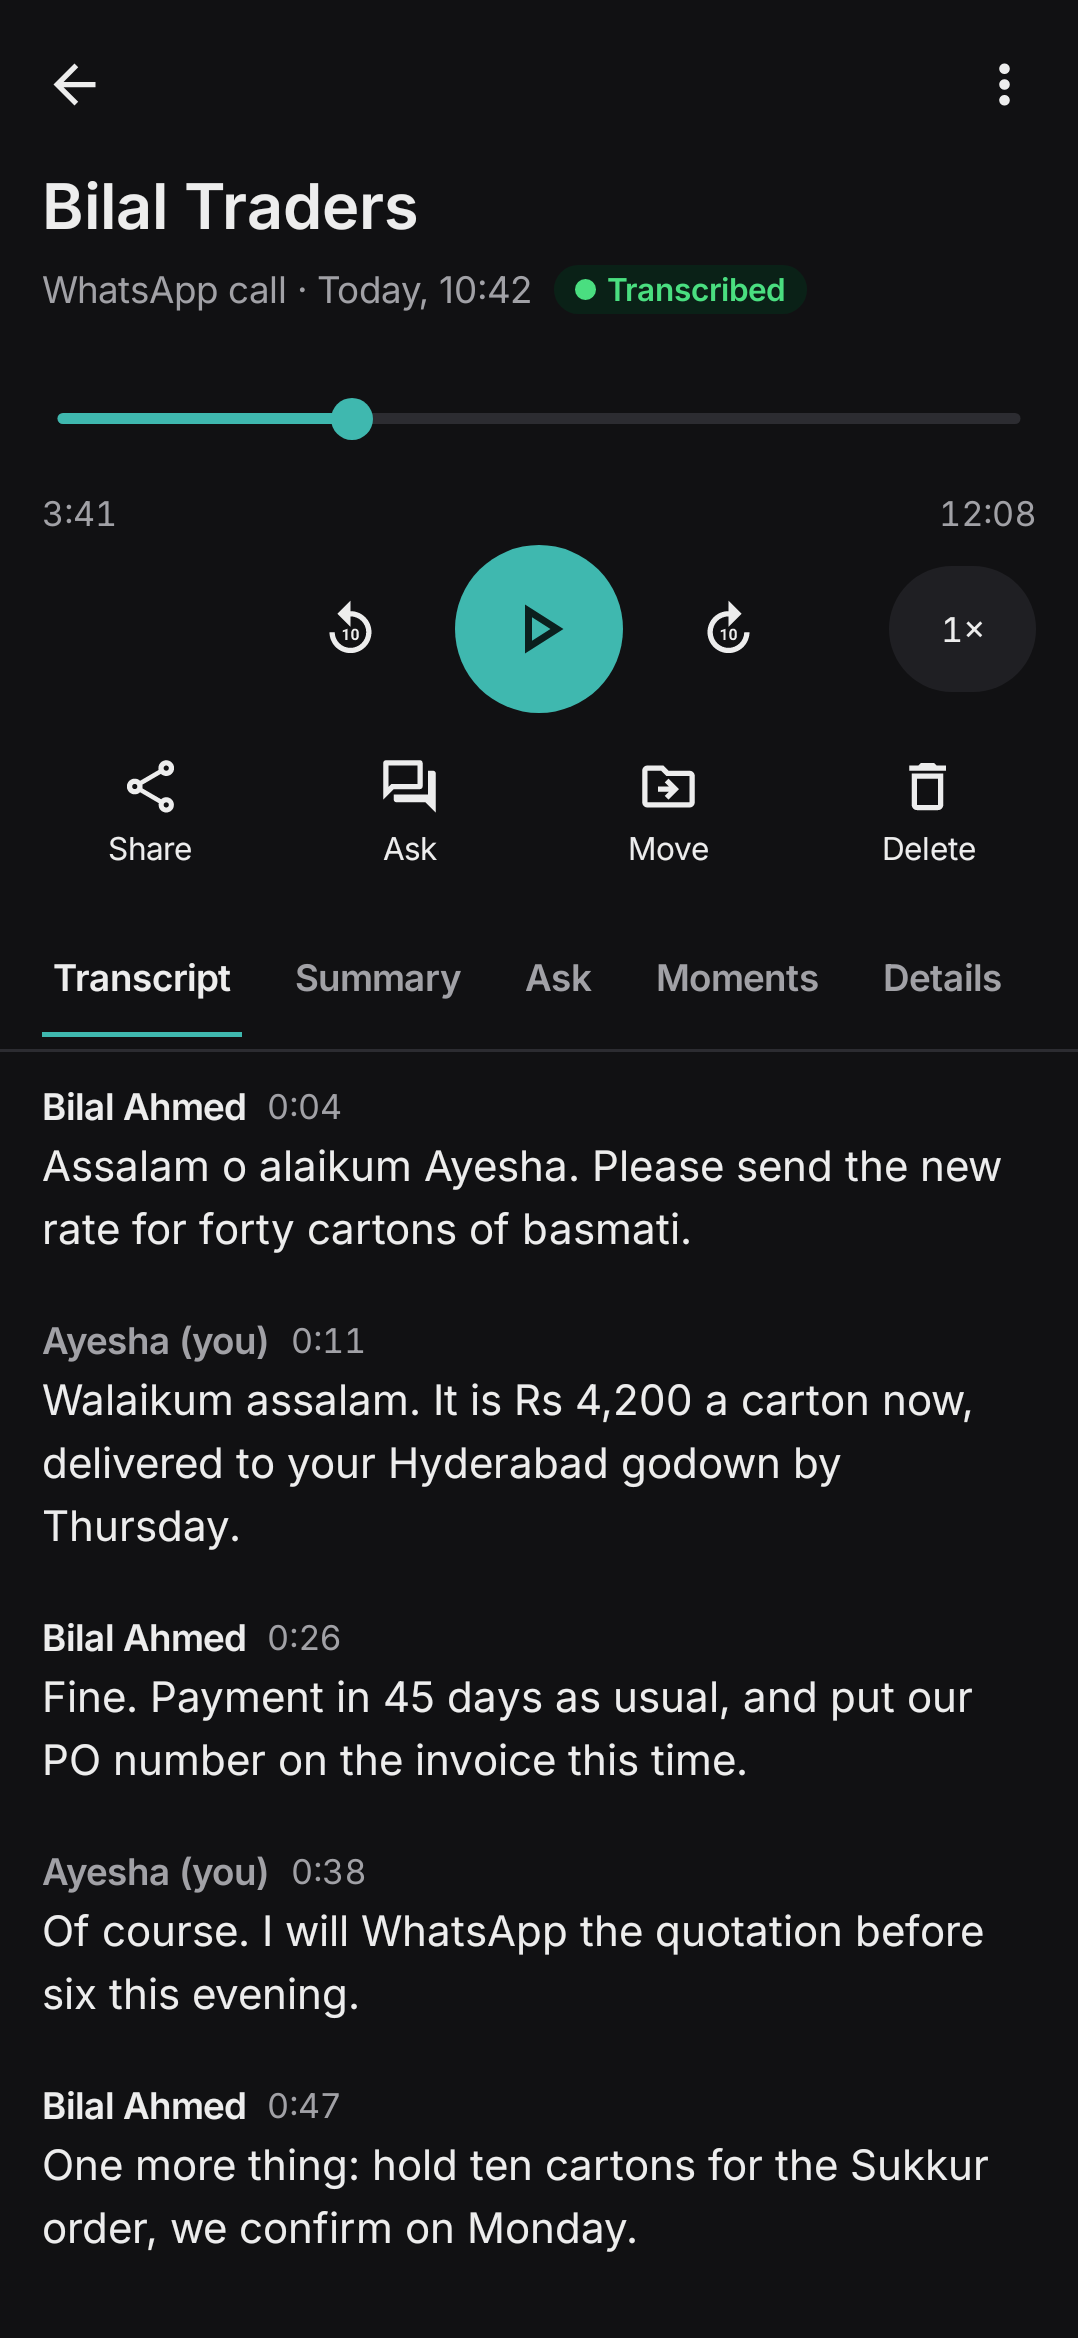 Bilal Traders
WhatsApp call · Today, 10:42 Transcribed
3:41 12:08
10 10 1×
Share Ask Move Delete
Transcript Summary Ask Moments Details
Bilal Ahmed 0:04
Assalam o alaikum Ayesha. Please send the new
rate for forty cartons of basmati.
Ayesha (you) 0:11
Walaikum assalam. It is Rs 4,200 a carton now,
delivered to your Hyderabad godown by
Thursday.
Bilal Ahmed 0:26
Fine. Payment in 45 days as usual, and put our
PO number on the invoice this time.
Ayesha (you) 0:38
Of course. I will WhatsApp the quotation before
six this evening.
Bilal Ahmed 0:47
One more thing: hold ten cartons for the Sukkur
order, we confirm on Monday.